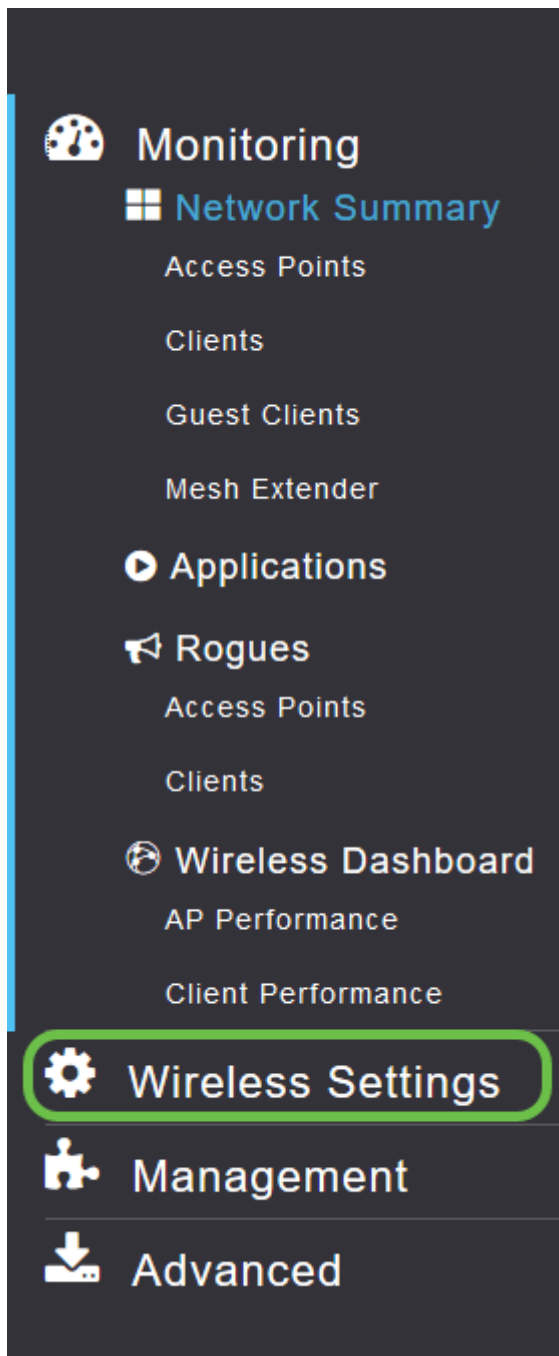 Monitoring
Network Summary
Access Points
Clients
Guest Clients
Mesh Extender
Applications
Rogues
Access Points
Clients
Wireless Dashboard
AP Performance
Client Performance
Wireless Settings
Management
Advanced